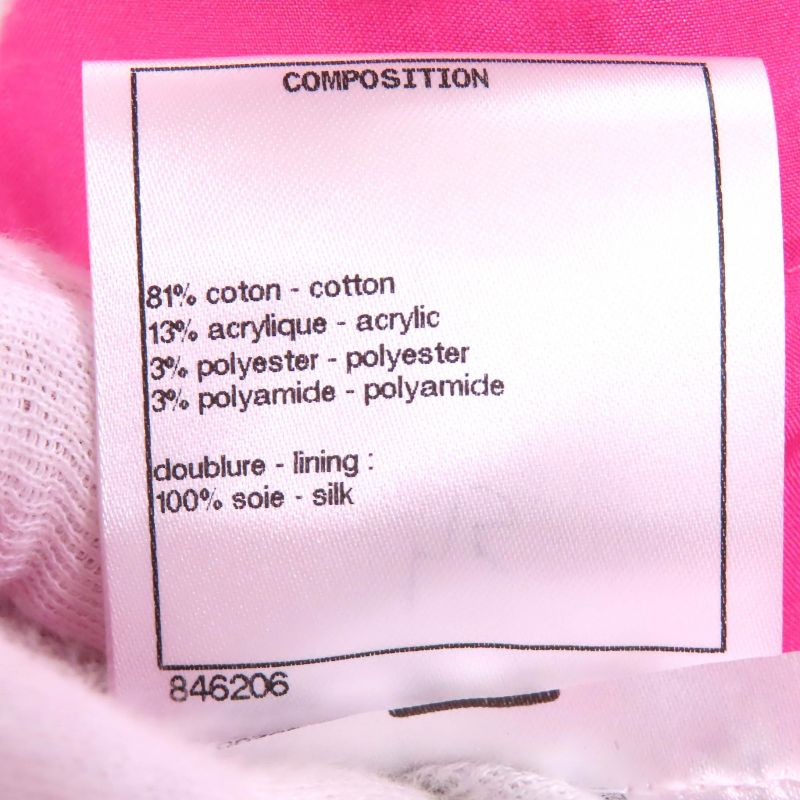 COMPOSITION
81% coton - cotton
13% acrylique - acrylic
3% polyester - polyester
3% polyamide - polyamide
doublure - lining :
100% soie - silk
846206